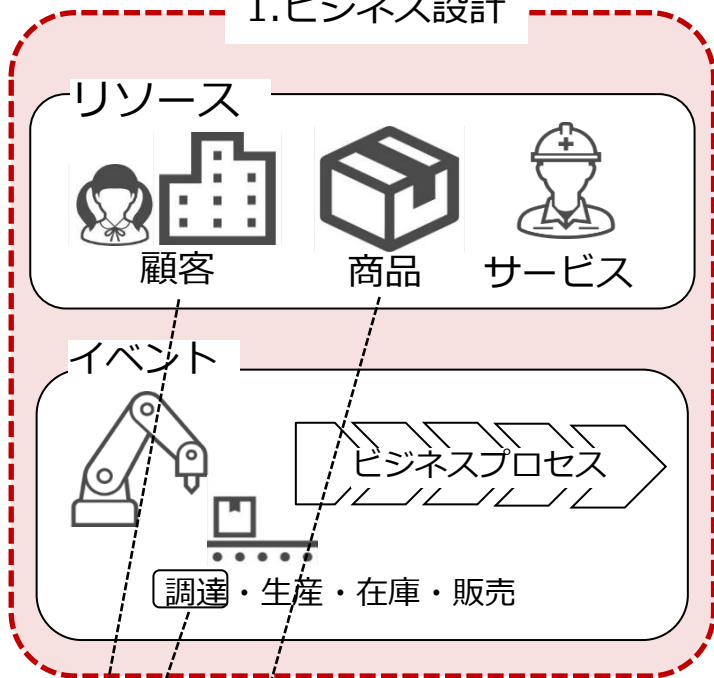 1.ビジネス設計
リソース
顧客
商品
サービス
イベント
ビジネスプロセス
調達・生産・在庫・販売